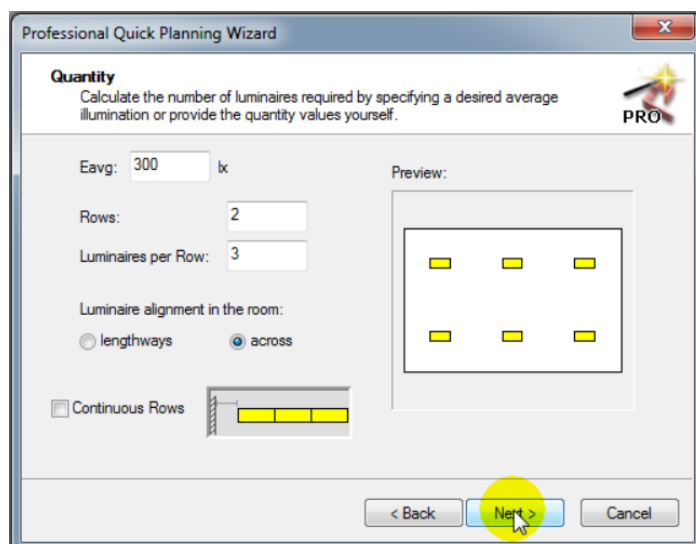 Professional Quick Planning Wizard
Quantity
Calculate the number of luminaires required by specifying a desired average
illumination or provide the quantity values yourself.
PRO
Eavg: 300 lx
Preview:
Rows: 2
Luminaires per Row: 3
Luminaire alignment in the room:
lengthways across
Continuous Rows
< Back Next > Cancel